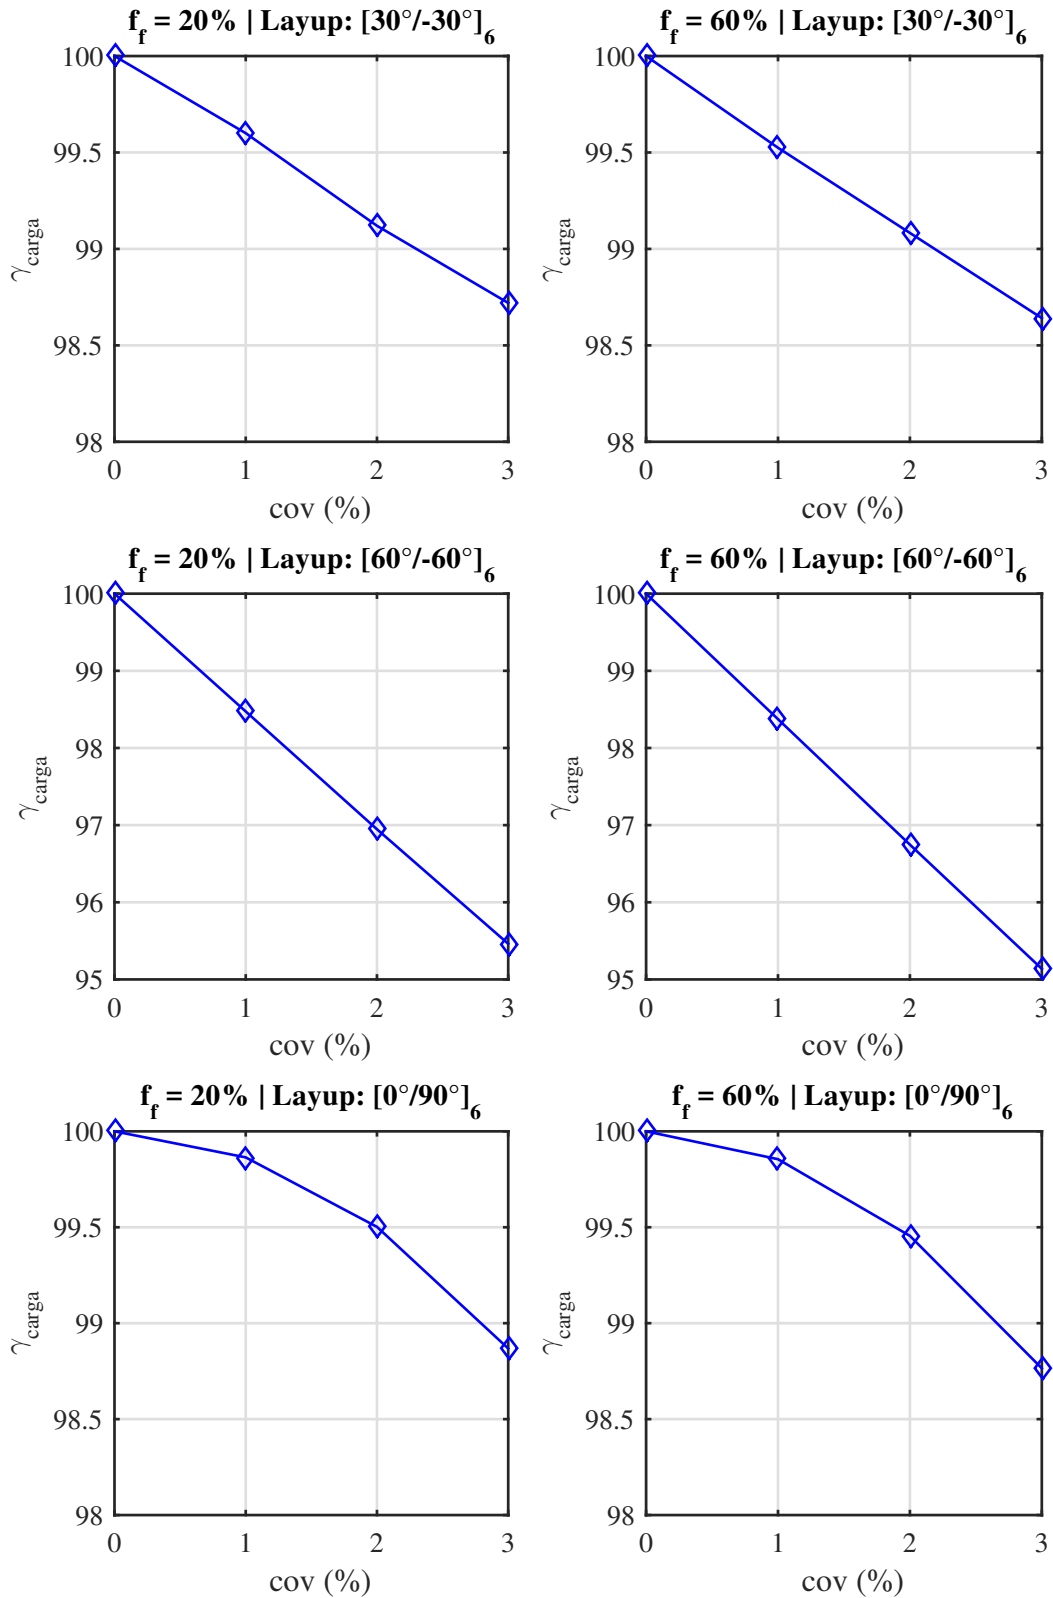 f_f = 20% | Layup: [30°/-30°]_6
100
99.5
99
98.5
98
γ_carga
0 1 2 3
cov (%)
f_f = 60% | Layup: [30°/-30°]_6
100
99.5
99
98.5
98
γ_carga
0 1 2 3
cov (%)
f_f = 20% | Layup: [60°/-60°]_6
100
99
98
97
96
95
γ_carga
0 1 2 3
cov (%)
f_f = 60% | Layup: [60°/-60°]_6
100
99
98
97
96
95
γ_carga
0 1 2 3
cov (%)
f_f = 20% | Layup: [0°/90°]_6
100
99.5
99
98.5
98
γ_carga
0 1 2 3
cov (%)
f_f = 60% | Layup: [0°/90°]_6
100
99.5
99
98.5
98
γ_carga
0 1 2 3
cov (%)